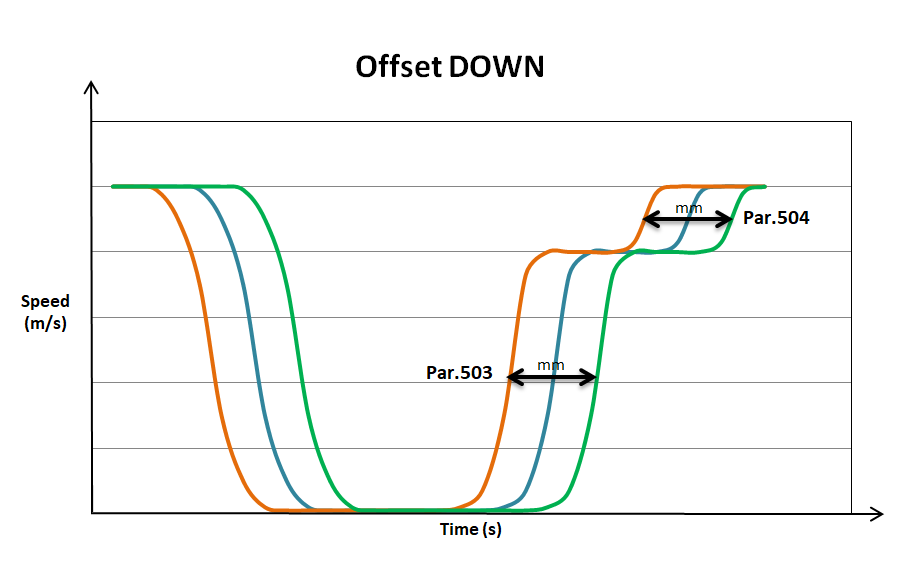 Offset DOWN
mm
Par.504
Speed
(m/s)
Par.503
mm
Time (s)